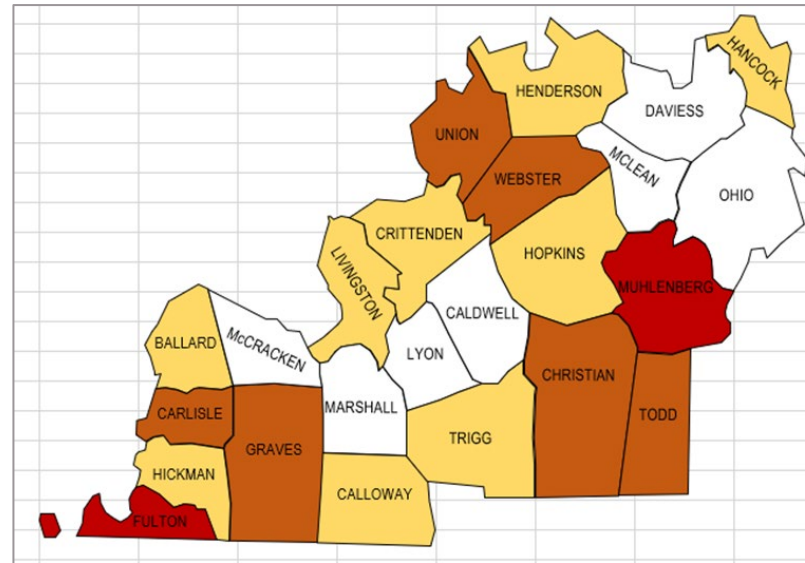 HANCOCK
HENDERSON
DAVIESS
UNION
MCLEAN
WEBSTER
OHIO
CRITTENDEN
HOPKINS
LIVINGSTON
MUHLENBERG
CALDWELL
BALLARD
McCRACKEN
LYON
CHRISTIAN
CARLISLE
MARSHALL
TODD
GRAVES
TRIGG
HICKMAN
CALLOWAY
FULTON